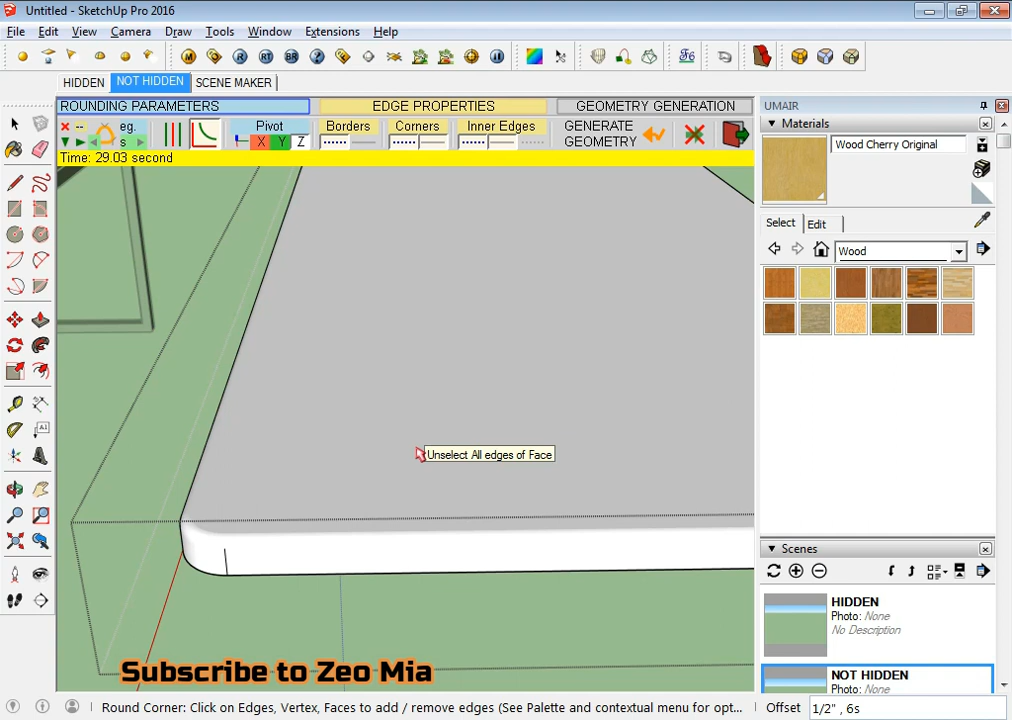 Untitled - SketchUp Pro 2016
File Edit View Camera Draw Tools Window Extensions Help
M R RT BR ? F6
HIDDEN NOT HIDDEN SCENE MAKER
ROUNDING PARAMETERS EDGE PROPERTIES GEOMETRY GENERATION
eg. s Pivot X Y Z Borders Corners Inner Edges GENERATE GEOMETRY
Time: 29.03 second
UMAIR
Materials
Wood Cherry Original
Select Edit
Wood
Unselect All edges of Face
Scenes
HIDDEN
Photo: None
No Description
NOT HIDDEN
Photo: None
Subscribe to Zeo Mia
Round Corner: Click on Edges, Vertex, Faces to add / remove edges (See Palette and contextual menu for opt... Offset 1/2" , 6s